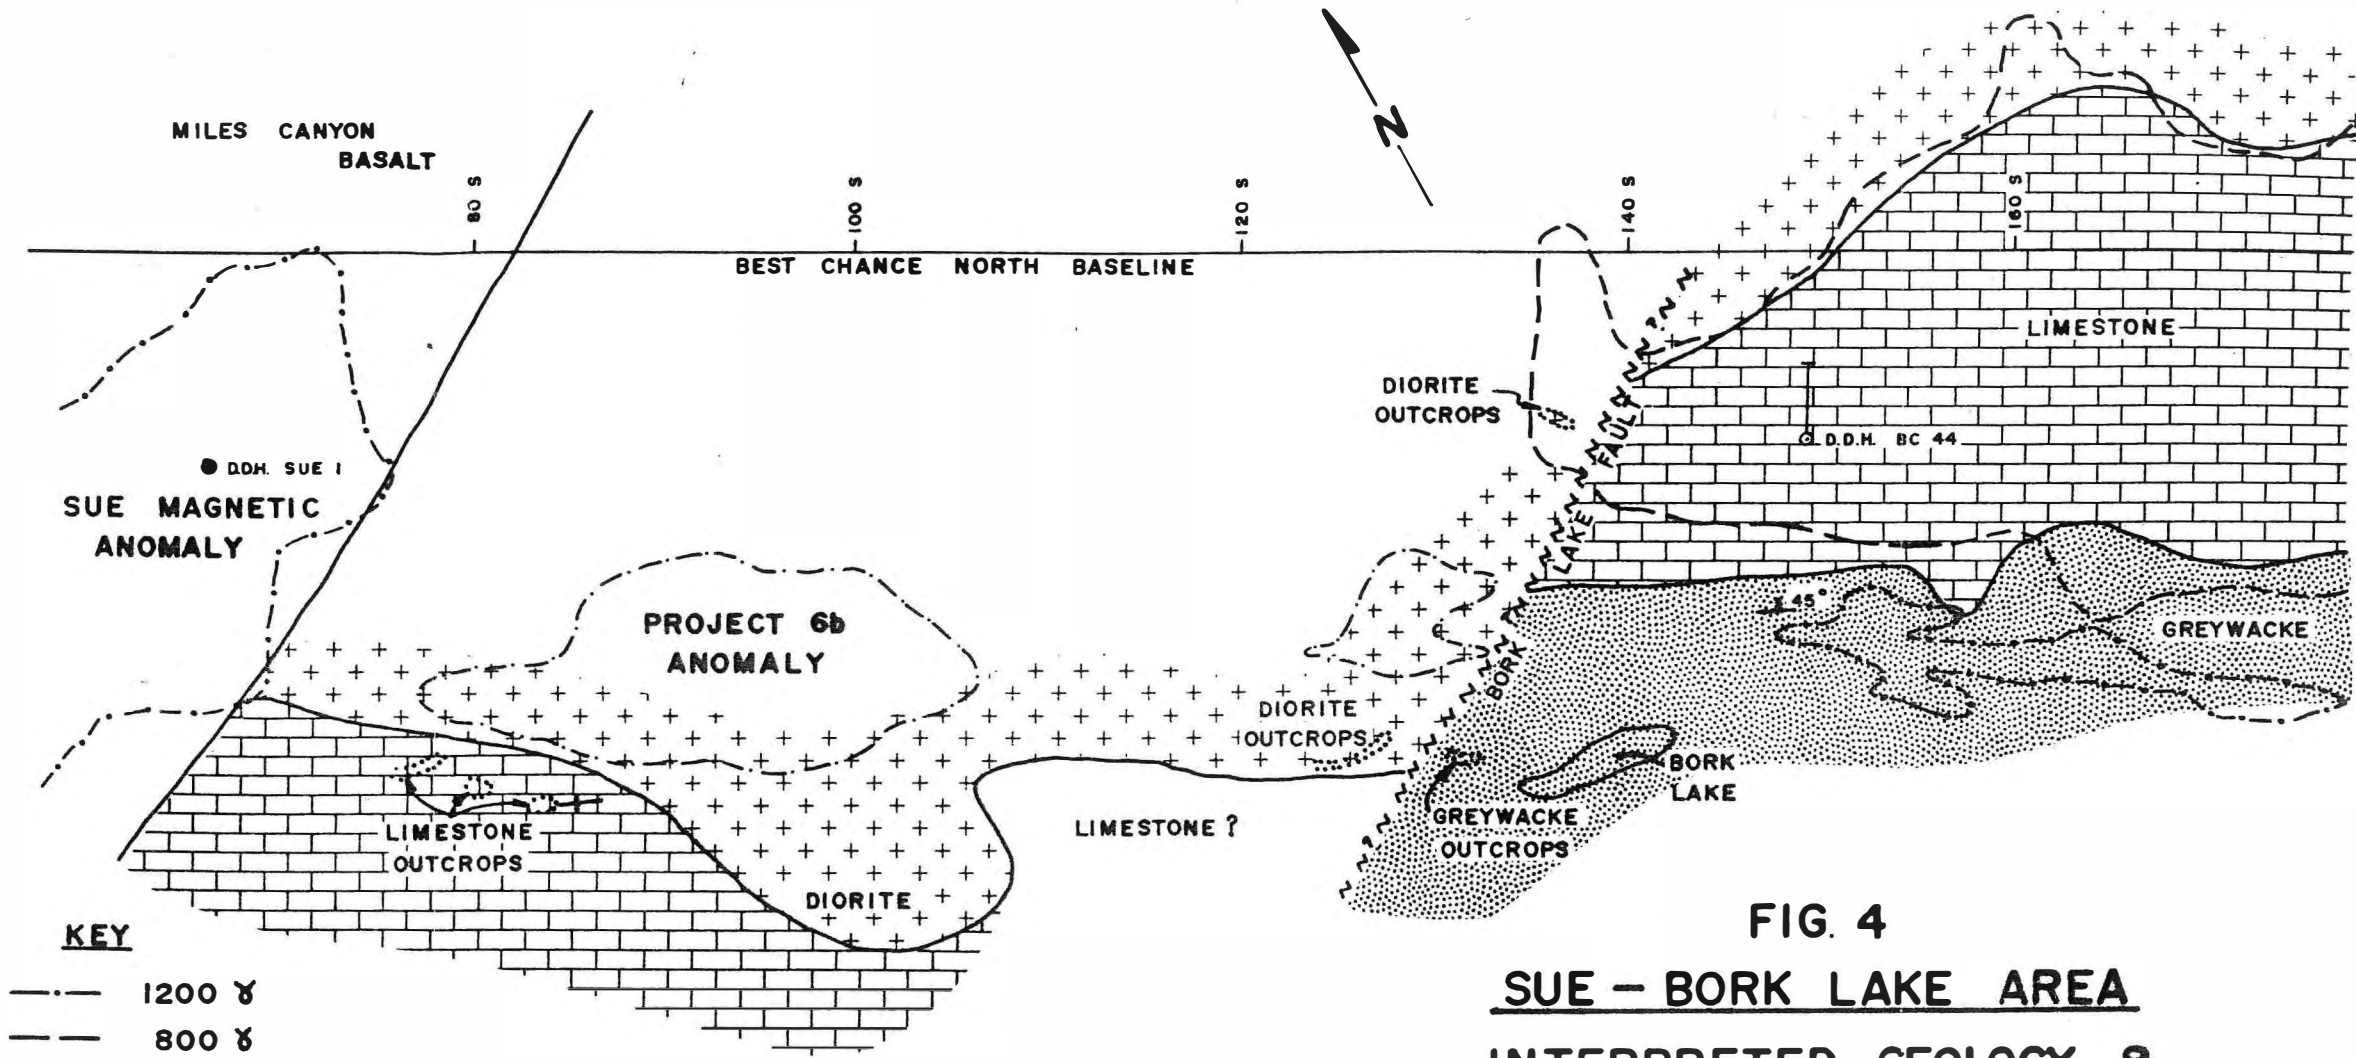 MILES CANYON
BASALT
80 S
100 S
120 S
140 S
160 S
N
BEST CHANCE NORTH BASELINE
LIMESTONE
DIORITE
OUTCROPS
D.D.H. BC 44
D.D.H. SUE 1
SUE MAGNETIC
ANOMALY
BORK LAKE FAULT
?
45°
PROJECT 6b
ANOMALY
GREYWACKE
DIORITE
OUTCROPS
BORK
LAKE
GREYWACKE
OUTCROPS
LIMESTONE
OUTCROPS
LIMESTONE ?
?
DIORITE
KEY
1200 γ
800 γ
FIG. 4
SUE - BORK LAKE AREA
INTERPRETED GEOLOGY &